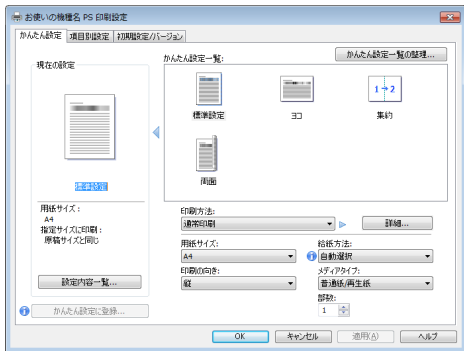 お使いの機種名 PS 印刷設定
かんたん設定 項目別設定 初期設定/バージョン
現在の設定
標準設定
用紙サイズ：
A4
指定サイズに印刷：
原稿サイズと同じ
設定内容一覧...
かんたん設定に登録...
かんたん設定一覧:
かんたん設定一覧の整理...
標準設定
ヨコ
1→2
集約
両面
印刷方法:
通常印刷
詳細...
用紙サイズ:
A4
給紙方法:
自動選択
印刷の向き:
縦
メディアタイプ:
普通紙/再生紙
部数:
1
OK キャンセル 適用(A) ヘルプ